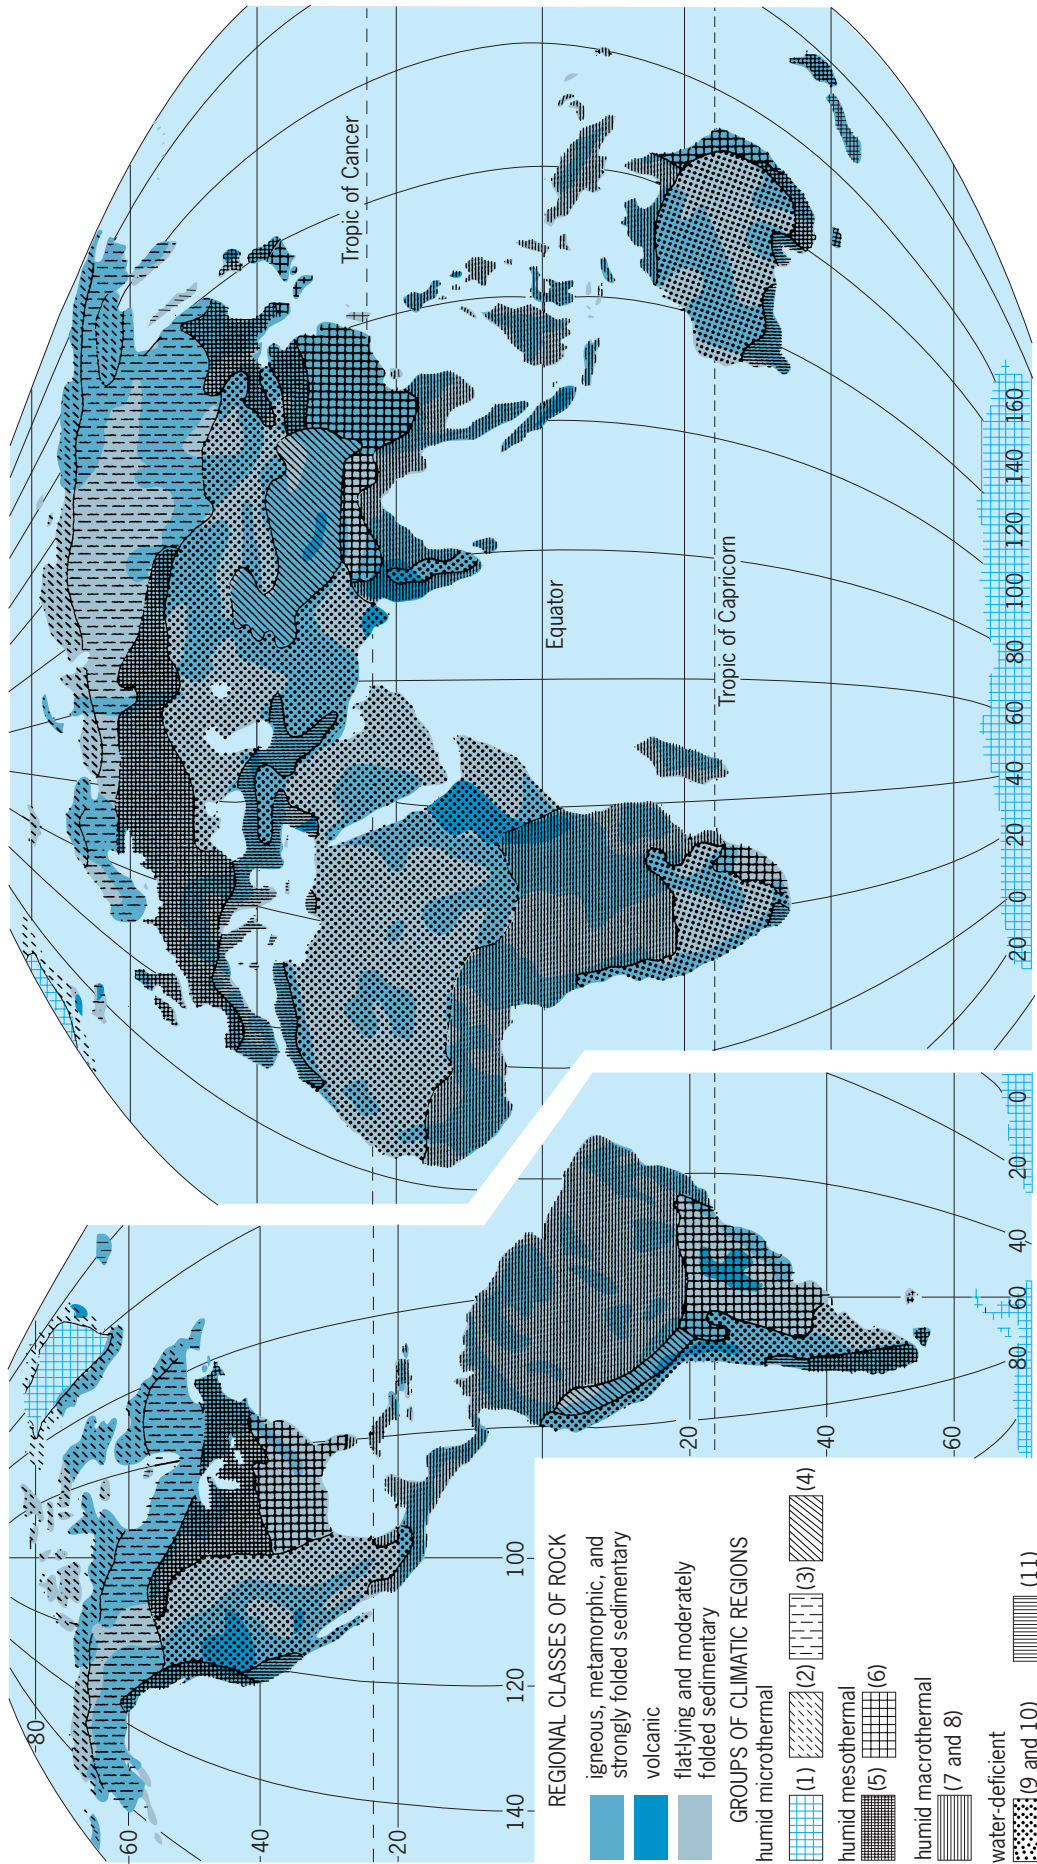 Tropic of Cancer
Equator
Tropic of Capricorn
80
60
40
20
140
120
100
20
40
60
80
60
40
20
0
20
0
20
40
60
80
100
120
140
160
REGIONAL CLASSES OF ROCK
igneous, metamorphic, and
strongly folded sedimentary
volcanic
flat-lying and moderately
folded sedimentary
GROUPS OF CLIMATIC REGIONS
humid microthermal
(1) (2) (3) (4)
humid mesothermal
(5) (6)
humid macrothermal
(7 and 8)
water-deficient
(9 and 10) (11)